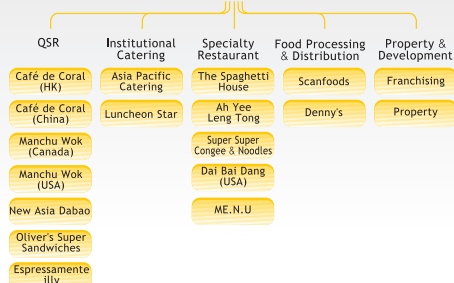 QSR
Café de Coral
(HK)
Café de Coral
(China)
Manchu Wok
(Canada)
Manchu Wok
(USA)
New Asia Dabao
Oliver's Super
Sandwiches
Espressamente
illy
Institutional
Catering
Asia Pacific
Catering
Luncheon Star
Specialty
Restaurant
The Spaghetti
House
Ah Yee
Leng Tong
Super Super
Congee & Noodles
Dai Bai Dang
(USA)
ME.N.U
Food Processing
& Distribution
Scanfoods
Denny's
Property &
Development
Franchising
Property